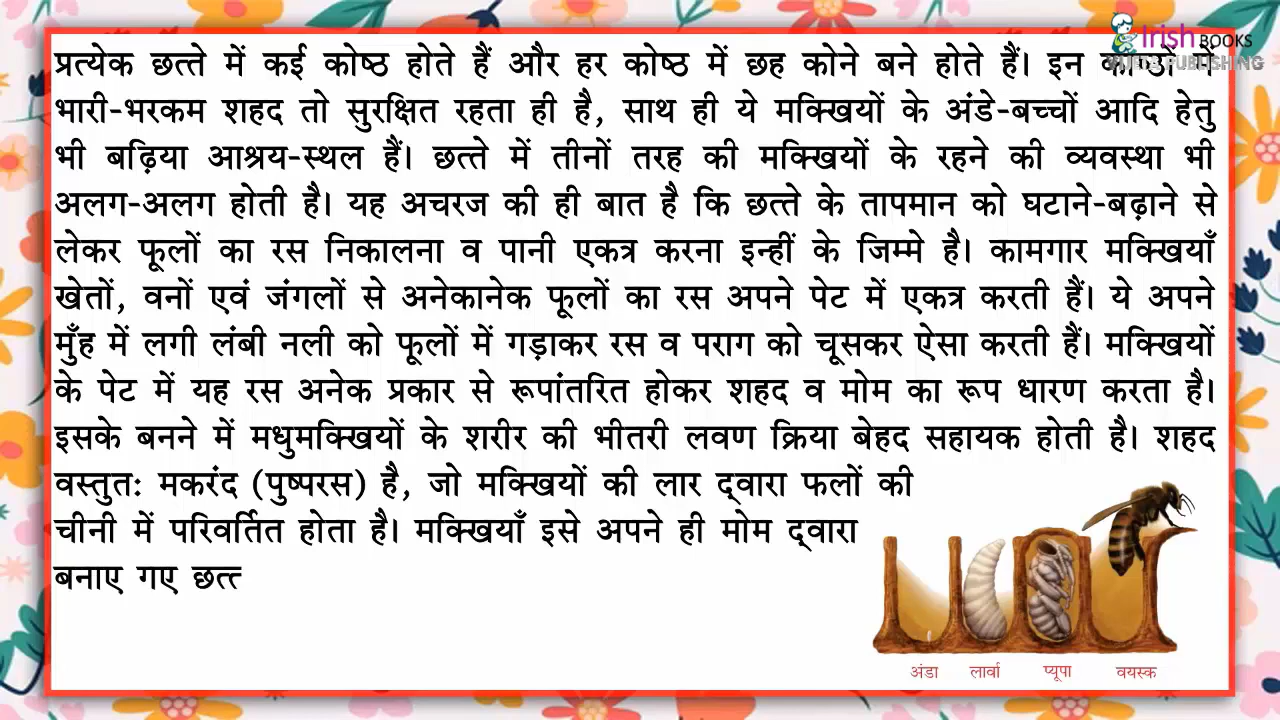 Irish BOOKS
प्रत्येक छत्ते में कई कोष्ठ होते हैं और हर कोष्ठ में छह कोने बने होते हैं। इन
PUBLISHING
भारी-भरकम शहद तो सुरक्षित रहता ही है, साथ ही ये मक्खियों के अंडे-बच्चों आदि हेतु
भी बढ़िया आश्रय-स्थल हैं। छत्ते में तीनों तरह की मक्खियों के रहने की व्यवस्था भी
अलग-अलग होती है। यह अचरज की ही बात है कि छत्ते के तापमान को घटाने-बढ़ाने से
लेकर फूलों का रस निकालना व पानी एकत्र करना इन्हीं के जिम्मे है। कामगार मक्खियाँ
खेतों, वनों एवं जंगलों से अनेकानेक फूलों का रस अपने पेट में एकत्र करती हैं। ये अपने
मुँह में लगी लंबी नली को फूलों में गड़ाकर रस व पराग को चूसकर ऐसा करती हैं। मक्खियों
के पेट में यह रस अनेक प्रकार से रूपांतरित होकर शहद व मोम का रूप धारण करता है।
इसके बनने में मधुमक्खियों के शरीर की भीतरी लवण क्रिया बेहद सहायक होती है। शहद
वस्तुतः मकरंद (पुष्परस) है, जो मक्खियों की लार द्वारा फलों की
चीनी में परिवर्तित होता है। मक्खियाँ इसे अपने ही मोम द्वारा
बनाए गए छत्त
अंडा लार्वा प्यूपा वयस्क